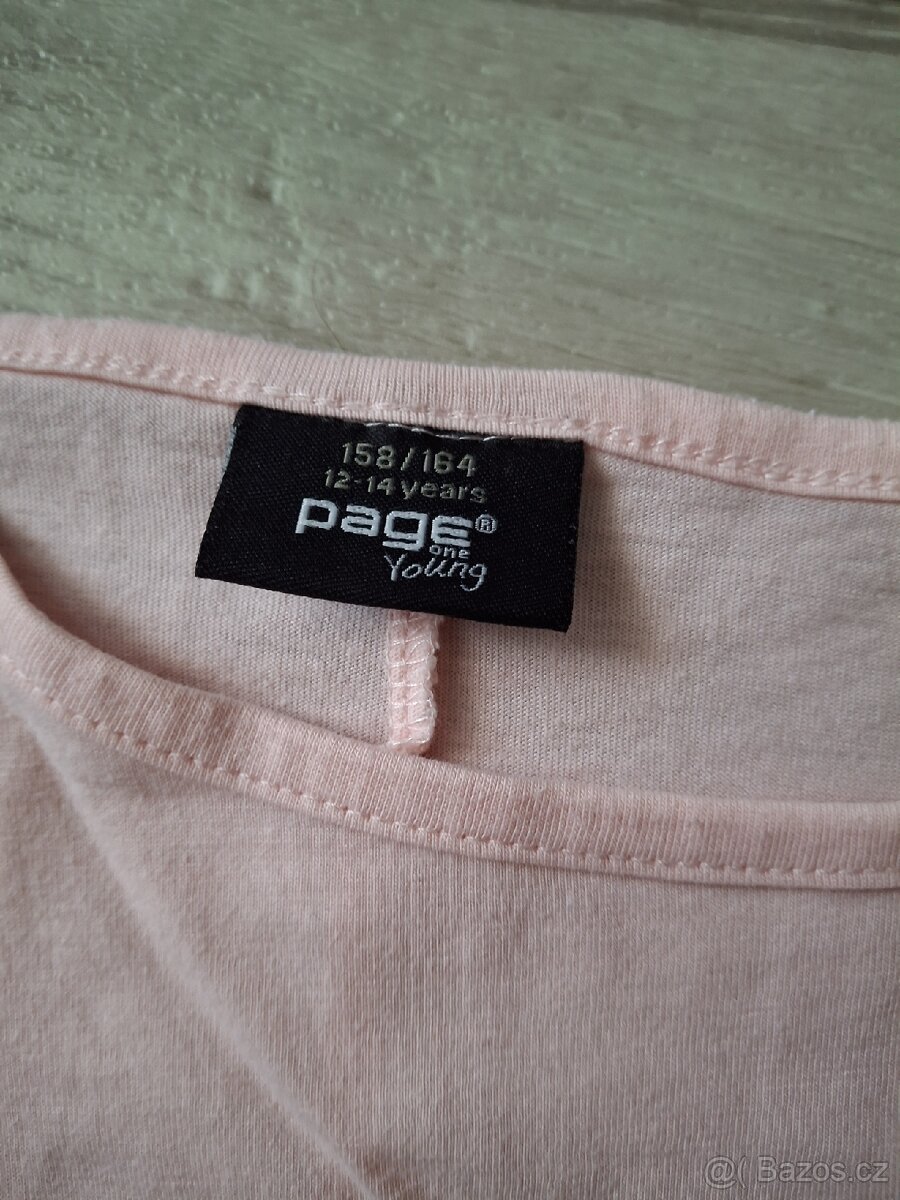 158/164
12-14 years
page®
one
Young
@( Bazos.cz